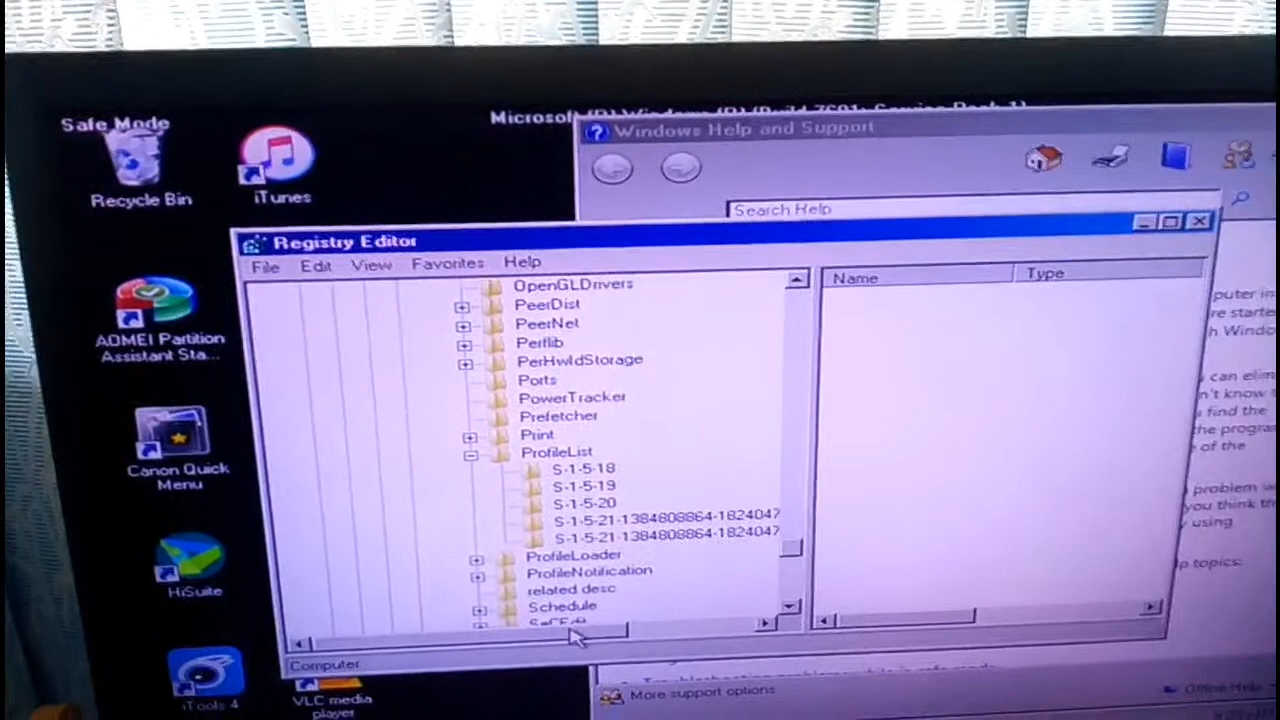 Safe Mode
Microsoft (R) Windows (R) (Build 7601: Service Pack 1)
Windows Help and Support
Search Help
Recycle Bin
iTunes
AOMEI Partition
Assistant Sta...
Canon Quick
Menu
HiSuite
iTools 4
VLC media
player
Registry Editor
File Edit View Favorites Help
Name Type
OpenGLDrivers
PeerDist
PeerNet
Perflib
PerHwIdStorage
Ports
PowerTracker
Prefetcher
Print
ProfileList
S-1-5-18
S-1-5-19
S-1-5-20
S-1-5-21-1384808864-1824047
S-1-5-21-1384808864-1824047
ProfileLoader
ProfileNotification
related desc
Schedule
SeCEdit
Computer
puter in
re starte
h Windo
can elim
n't know
find the
the progra
e of the
problem
you think
using
lp topics:
More support options
Offline Help